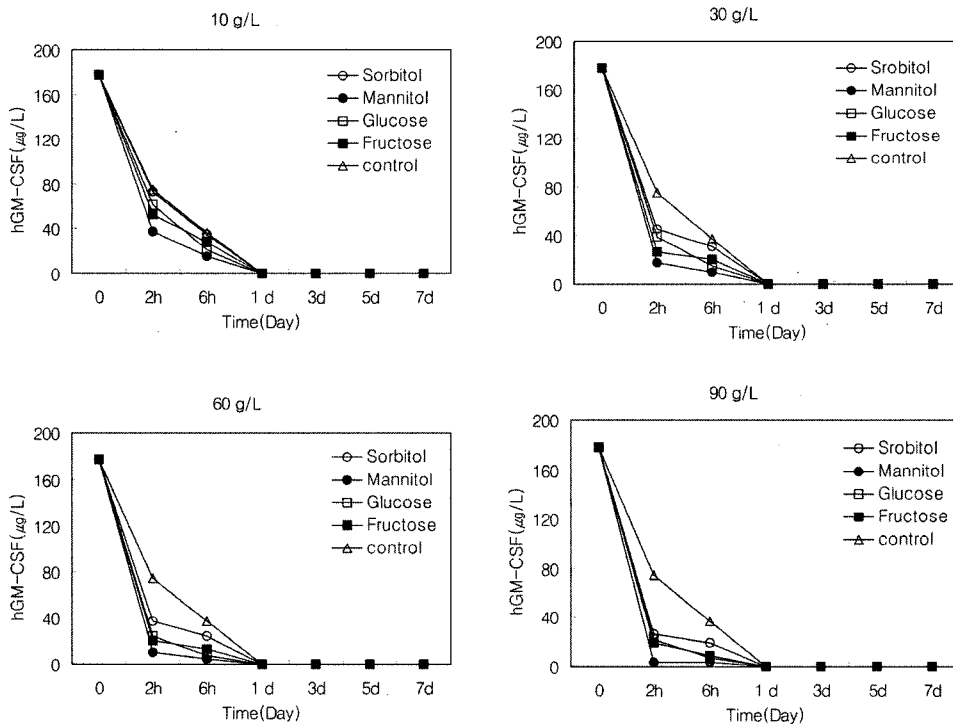 10 g/L
200
160
120
80
40
0
hGM-CSF(μg/L)
Sorbitol
Mannitol
Glucose
Fructose
control
0 2h 6h 1 d 3d 5d 7d
Time(Day)
30 g/L
200
160
120
80
40
0
hGM-CSF(μg/L)
Srobitol
Mannitol
Glucose
Fructose
control
0 2h 6h 1 d 3d 5d 7d
Time(Day)
60 g/L
200
160
120
80
40
0
hGM-CSF(μg/L)
Sorbitol
Mannitol
Glucose
Fructose
control
0 2h 6h 1 d 3d 5d 7d
Time(Day)
90 g/L
200
160
120
80
40
0
hGM-CSF(μg/L)
Srobitol
Mannitol
Glucose
Fructose
control
0 2h 6h 1 d 3d 5d 7d
Time(Day)